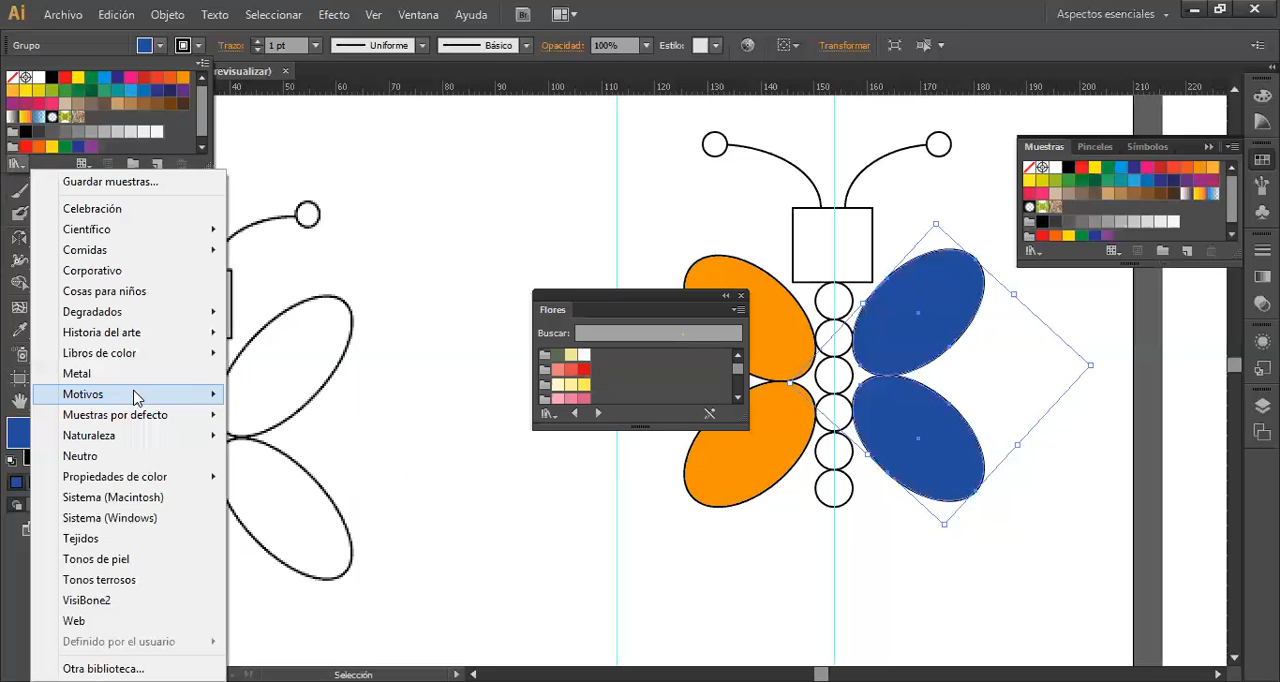 Ai Archivo Edición Objeto Texto Seleccionar Efecto Ver Ventana Ayuda Br Aspectos esenciales
Grupo Trazo: 1 pt Uniforme Básico Opacidad: 100% Estilo: Transformar
revisualizar) ×
40 50 60 70 80 90 100 110 120 130 140 150 160 170 180 190 200 210 220
Muestras Pinceles Símbolos
Guardar muestras...
Celebración
Científico
Comidas
Corporativo
Cosas para niños
Degradados
Historia del arte
Libros de color
Metal
Motivos
Muestras por defecto
Naturaleza
Neutro
Propiedades de color
Sistema (Macintosh)
Sistema (Windows)
Tejidos
Tonos de piel
Tonos terrosos
VisiBone2
Web
Definido por el usuario
Otra biblioteca...
Flores
Buscar:
Selección